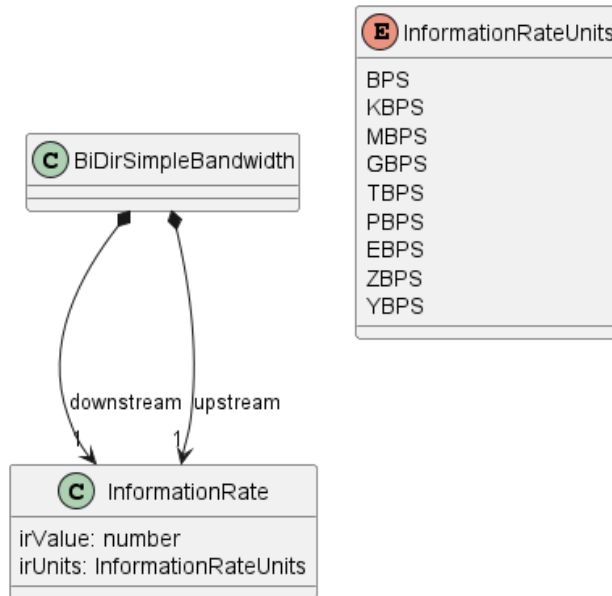 E InformationRateUnits
BPS
KBPS
MBPS
GBPS
TBPS
PBPS
EBPS
ZBPS
YBPS
C BiDirSimpleBandwidth
downstream
upstream
1
1
C InformationRate
irValue: number
irUnits: InformationRateUnits